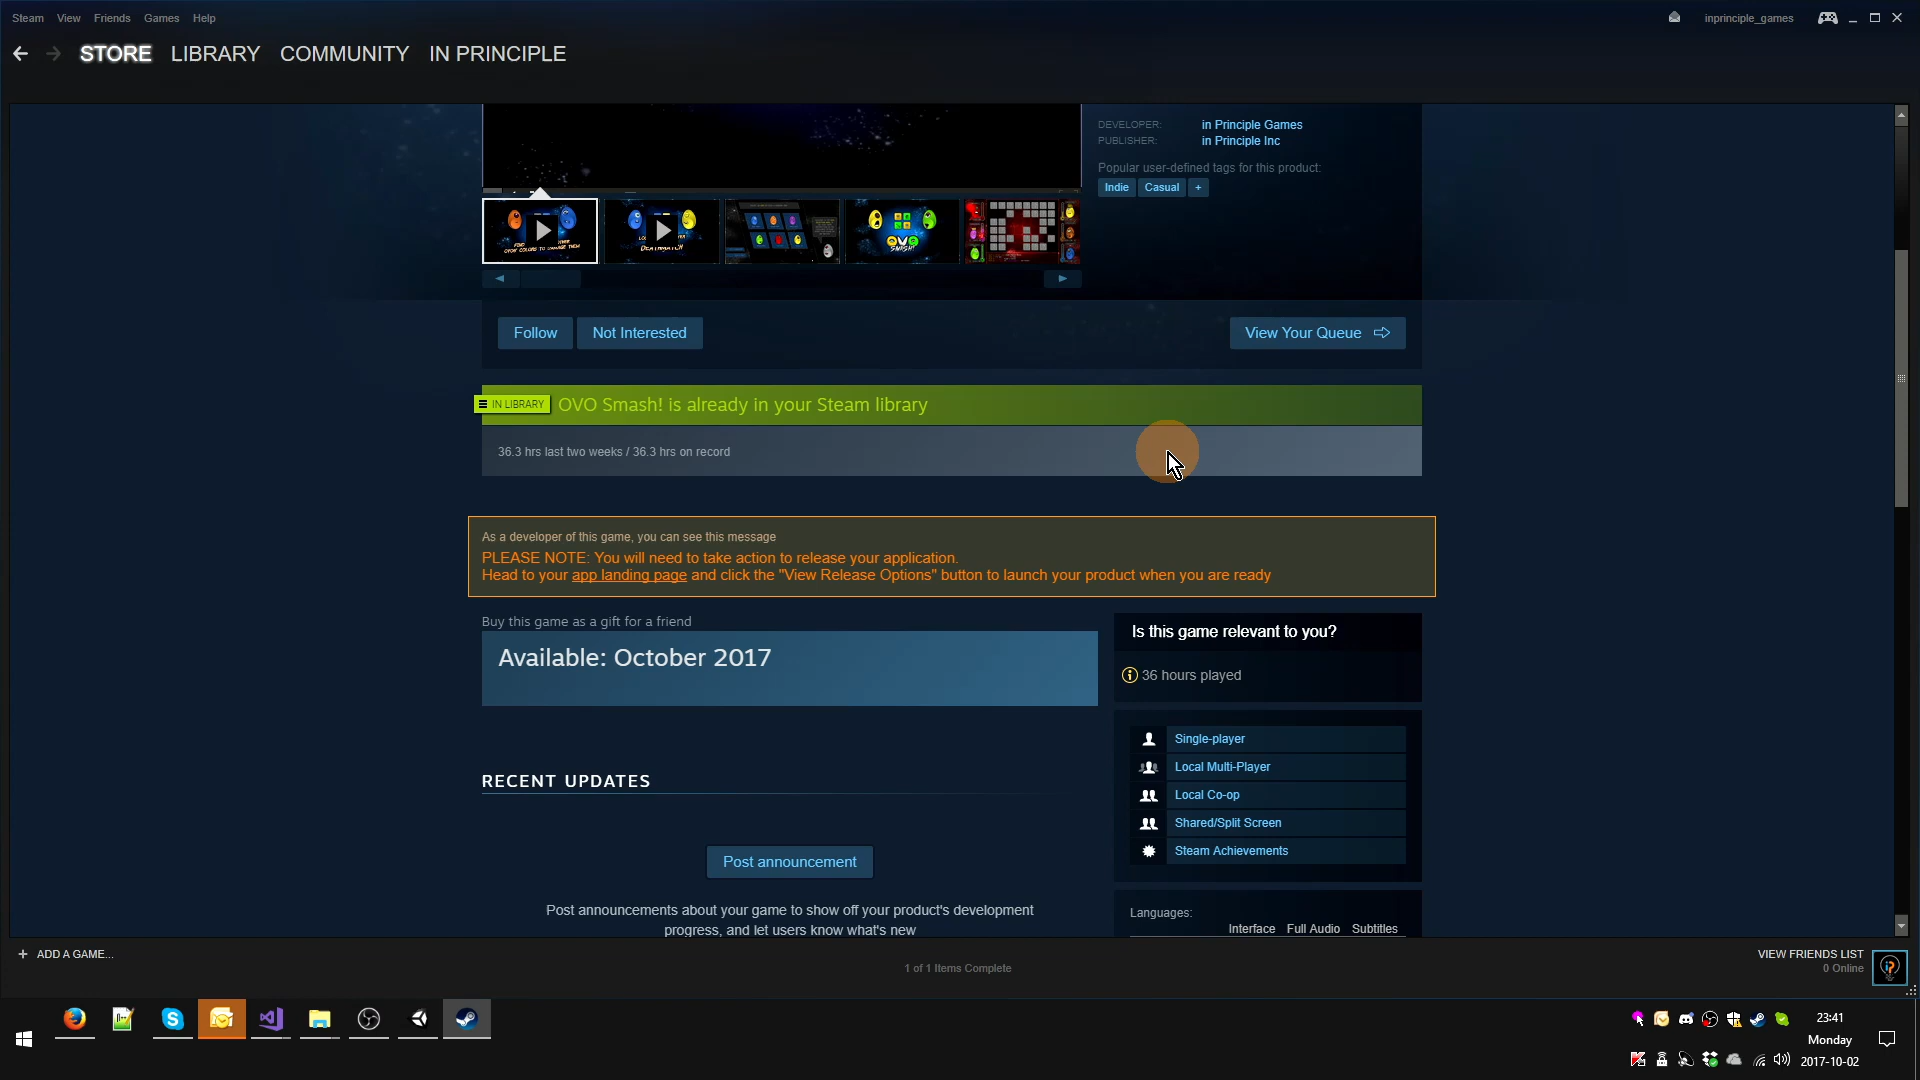 Steam View Friends Games Help
inprinciple_games
STORE LIBRARY COMMUNITY IN PRINCIPLE
DEVELOPER: in Principle Games
PUBLISHER: in Principle Inc
Popular user-defined tags for this product:
Indie Casual +
DEATHMATCH
OVO
SMASH!
Follow Not Interested View Your Queue
IN LIBRARY OVO Smash! is already in your Steam library
36.3 hrs last two weeks / 36.3 hrs on record
As a developer of this game, you can see this message
PLEASE NOTE: You will need to take action to release your application.
Head to your app landing page and click the "View Release Options" button to launch your product when you are ready
Buy this game as a gift for a friend
Available: October 2017
Is this game relevant to you?
36 hours played
Single-player
Local Multi-Player
Local Co-op
Shared/Split Screen
Steam Achievements
RECENT UPDATES
Post announcement
Post announcements about your game to show off your product's development
progress, and let users know what's new
Languages:
Interface Full Audio Subtitles
+ ADD A GAME...
1 of 1 Items Complete
VIEW FRIENDS LIST
0 Online
23:41
Monday
2017-10-02